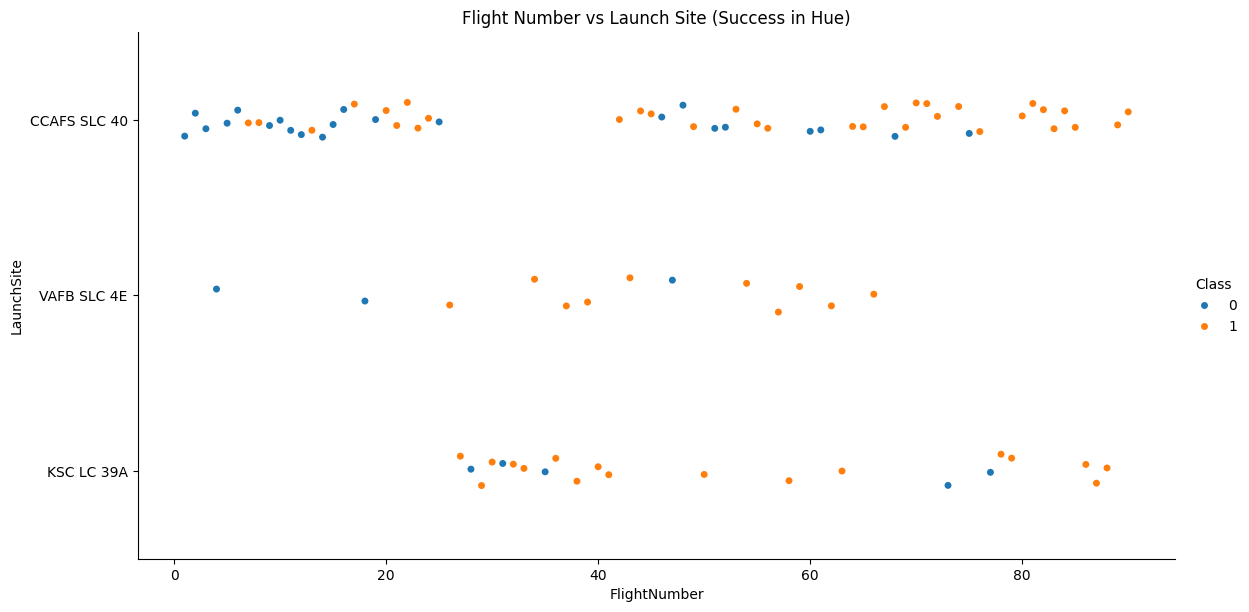 Flight Number vs Launch Site (Success in Hue)
CCAFS SLC 40
VAFB SLC 4E
KSC LC 39A
LaunchSite
0 20 40 60 80
FlightNumber
Class
0
1